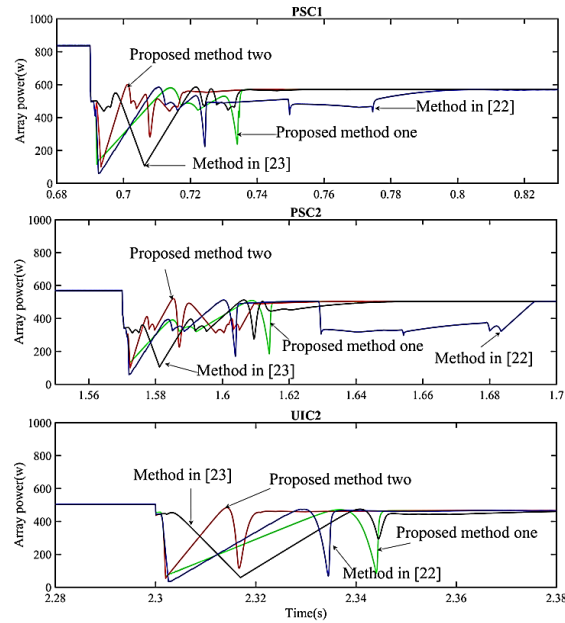 PSC1
1000
800
600
400
200
0
Array power(w)
Proposed method two
Method in [22]
Proposed method one
Method in [23]
0.68 0.7 0.72 0.74 0.76 0.78 0.8 0.82
PSC2
1000
800
600
400
200
0
Array power(w)
Proposed method two
Proposed method one
Method in [23]
Method in [22]
1.56 1.58 1.6 1.62 1.64 1.66 1.68 1.7
UIC2
1000
800
600
400
200
0
Array power(w)
Method in [23]
Proposed method two
Proposed method one
Method in [22]
2.28 2.3 2.32 2.34 2.36 2.38
Time(s)